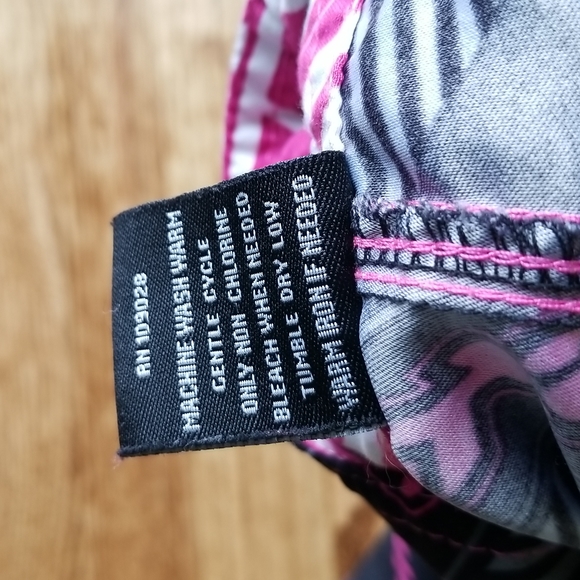 RN 109028
MACHINE WASH WARM
GENTLE CYCLE
ONLY NON CHLORINE
BLEACH WHEN NEEDED
TUMBLE DRY LOW
WARM IRON IF NEEDED